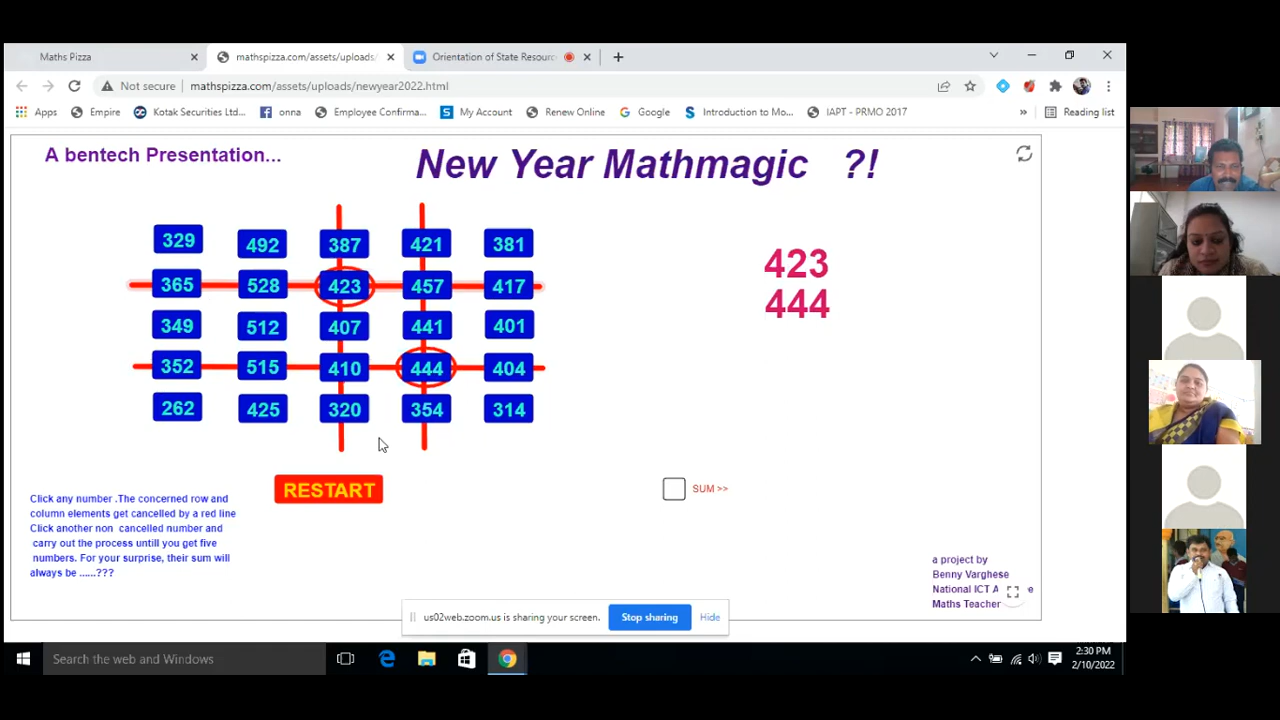 Maths Pizza
mathspizza.com/assets/uploads/
Orientation of State Resourc
Not secure
mathspizza.com/assets/uploads/newyear2022.html
Apps
Empire
Kotak Securities Ltd...
onna
Employee Confirma...
My Account
Renew Online
Google
Introduction to Mo...
IAPT - PRMO 2017
»
Reading list
A bentech Presentation...
New Year Mathmagic ?!
329 492 387 421 381
365 528 423 457 417
349 512 407 441 401
352 515 410 444 404
262 425 320 354 314
423
444
RESTART
SUM >>
Click any number .The concerned row and
column elements get cancelled by a red line
Click another non cancelled number and
carry out the process untill you get five
numbers. For your surprise, their sum will
always be ......???
a project by
Benny Varghese
National ICT A e
Maths Teacher
us02web.zoom.us is sharing your screen.
Stop sharing
Hide
Search the web and Windows
2:30 PM
2/10/2022